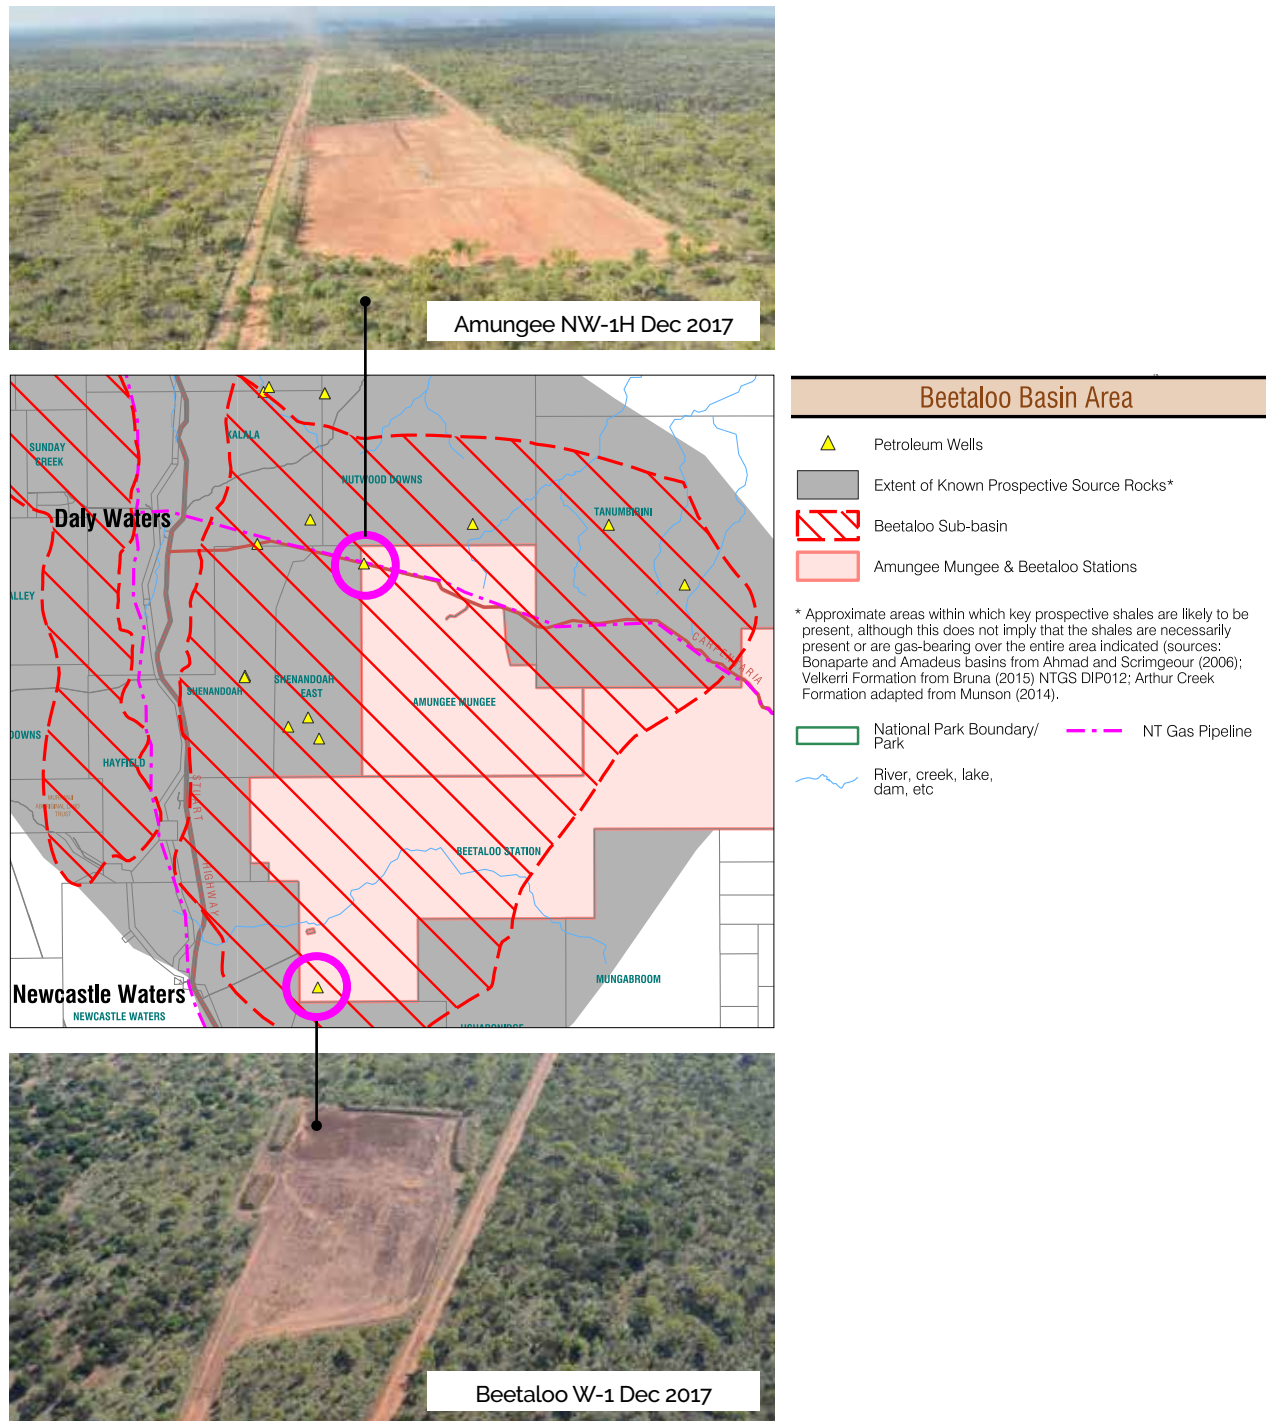 Amungee NW-1H Dec 2017
Beetaloo Basin Area
Petroleum Wells
Extent of Known Prospective Source Rocks*
Beetaloo Sub-basin
Amungee Mungee & Beetaloo Stations
* Approximate areas within which key prospective shales are likely to be
present, although this does not imply that the shales are necessarily
present or are gas-bearing over the entire area indicated (sources:
Bonaparte and Amadeus basins from Ahmad and Scrimgeour (2006);
Velkerri Formation from Bruna (2015) NTGS DIP012; Arthur Creek
Formation adapted from Munson (2014).
National Park Boundary/
Park
NT Gas Pipeline
River, creek, lake,
dam, etc
SUNDAY
CREEK
KALALA
NUTWOOD DOWNS
TANUMBIRINI
Daly Waters
ALLEY
CARPENTARIA
SHENANDOAH
SHENANDOAH
EAST
AMUNGEE MUNGEE
DOWNS
HAYFIELD
STUART
HIGHWAY
ABORIGINAL LAND
TRUST
BEETALOO STATION
MUNGABROOM
Newcastle Waters
NEWCASTLE WATERS
Beetaloo W-1 Dec 2017